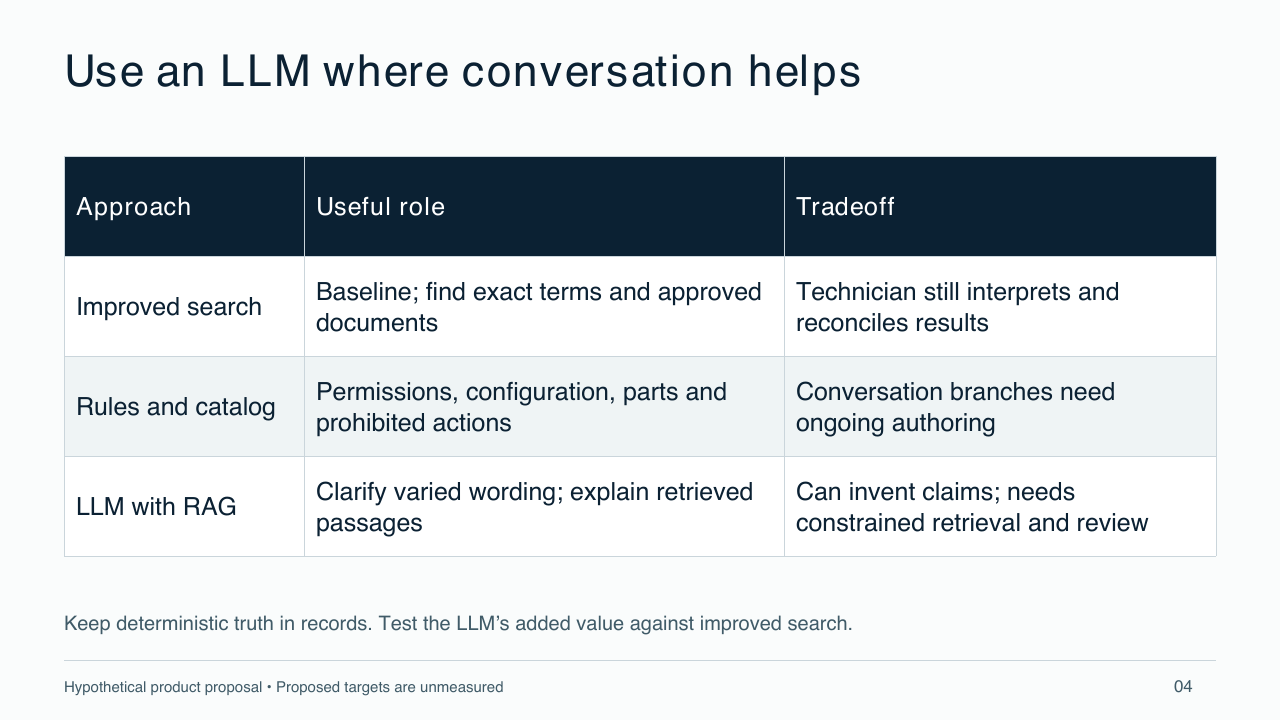 Use an LLM where conversation helps
Approach
Useful role
Tradeoff
Improved search
Baseline; find exact terms and approved
documents
Technician still interprets and
reconciles results
Rules and catalog
Permissions, configuration, parts and
prohibited actions
Conversation branches need
ongoing authoring
LLM with RAG
Clarify varied wording; explain retrieved
passages
Can invent claims; needs
constrained retrieval and review
Keep deterministic truth in records. Test the LLM’s added value against improved search.
Hypothetical product proposal • Proposed targets are unmeasured
04